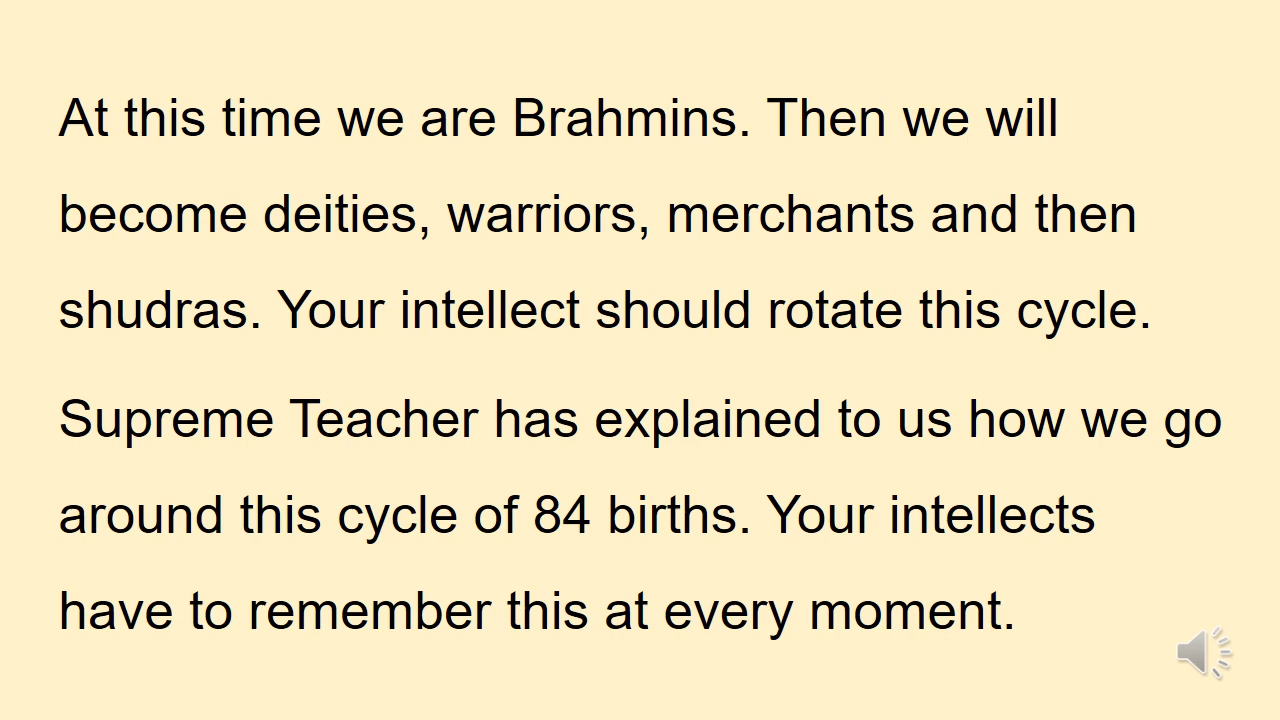 At this time we are Brahmins. Then we will
become deities, warriors, merchants and then
shudras. Your intellect should rotate this cycle.
Supreme Teacher has explained to us how we go
around this cycle of 84 births. Your intellects
have to remember this at every moment.